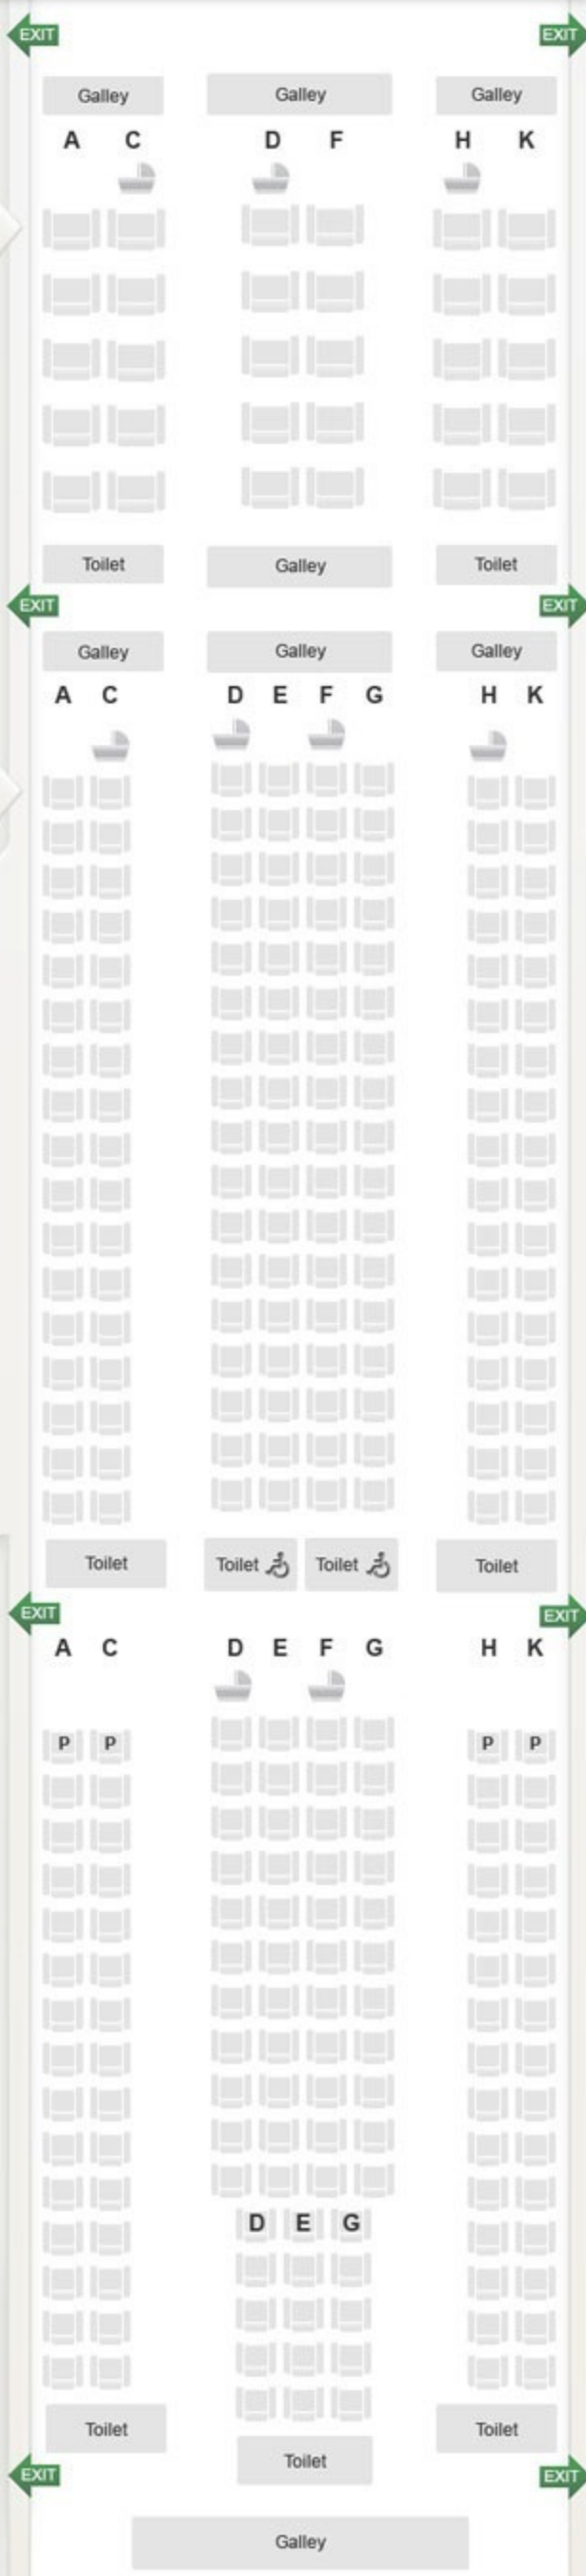 EXIT EXIT
Galley Galley Galley
A C D F H K
Toilet Galley Toilet
EXIT EXIT
Galley Galley Galley
A C D E F G H K
Toilet Toilet Toilet Toilet
EXIT EXIT
A C D E F G H K
P P P P
D E G
Toilet Toilet
Toilet
EXIT EXIT
Galley